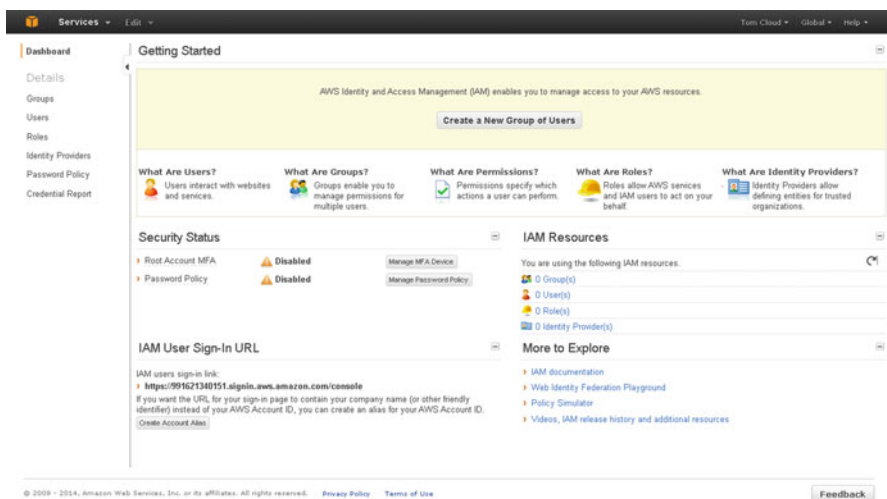 Services Edit Tom Cloud Global Help
Dashboard
Details
Groups
Users
Roles
Identity Providers
Password Policy
Credential Report
Getting Started
AWS Identity and Access Management (IAM) enables you to manage access to your AWS resources.
Create a New Group of Users
What Are Users?
Users interact with websites
and services.
What Are Groups?
Groups enable you to
manage permissions for
multiple users.
What Are Permissions?
Permissions specify which
actions a user can perform.
What Are Roles?
Roles allow AWS services
and IAM users to act on your
behalf.
What Are Identity Providers?
Identity Providers allow
defining entities for trusted
organizations.
Security Status
Root Account MFA Disabled Manage MFA Device
Password Policy Disabled Manage Password Policy
IAM Resources
You are using the following IAM resources.
0 Group(s)
0 User(s)
0 Role(s)
0 Identity Provider(s)
IAM User Sign-In URL
IAM users sign-in link:
https://991621340151.signin.aws.amazon.com/console
If you want the URL for your sign-in page to contain your company name (or other friendly
identifier) instead of your AWS Account ID, you can create an alias for your AWS Account ID.
Create Account Alias
More to Explore
IAM documentation
Web Identity Federation Playground
Policy Simulator
Videos, IAM release history and additional resources
© 2008 - 2014, Amazon Web Services, Inc. or its affiliates. All rights reserved. Privacy Policy Terms of Use
Feedback